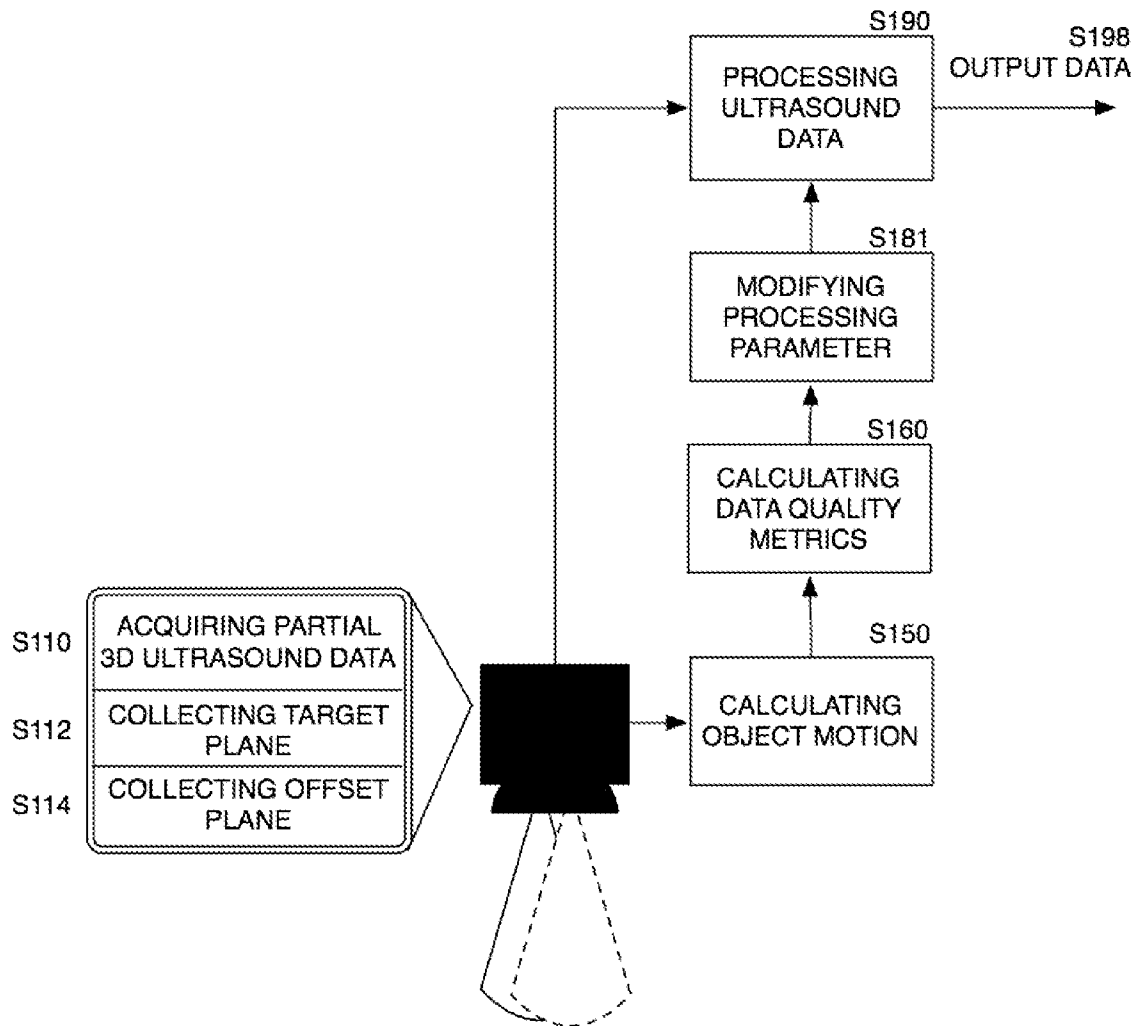 S190
S198
OUTPUT DATA
PROCESSING
ULTRASOUND
DATA
S181
MODIFYING
PROCESSING
PARAMETER
S160
CALCULATING
DATA QUALITY
METRICS
S150
CALCULATING
OBJECT MOTION
S110
ACQUIRING PARTIAL
3D ULTRASOUND DATA
S112
COLLECTING TARGET
PLANE
S114
COLLECTING OFFSET
PLANE